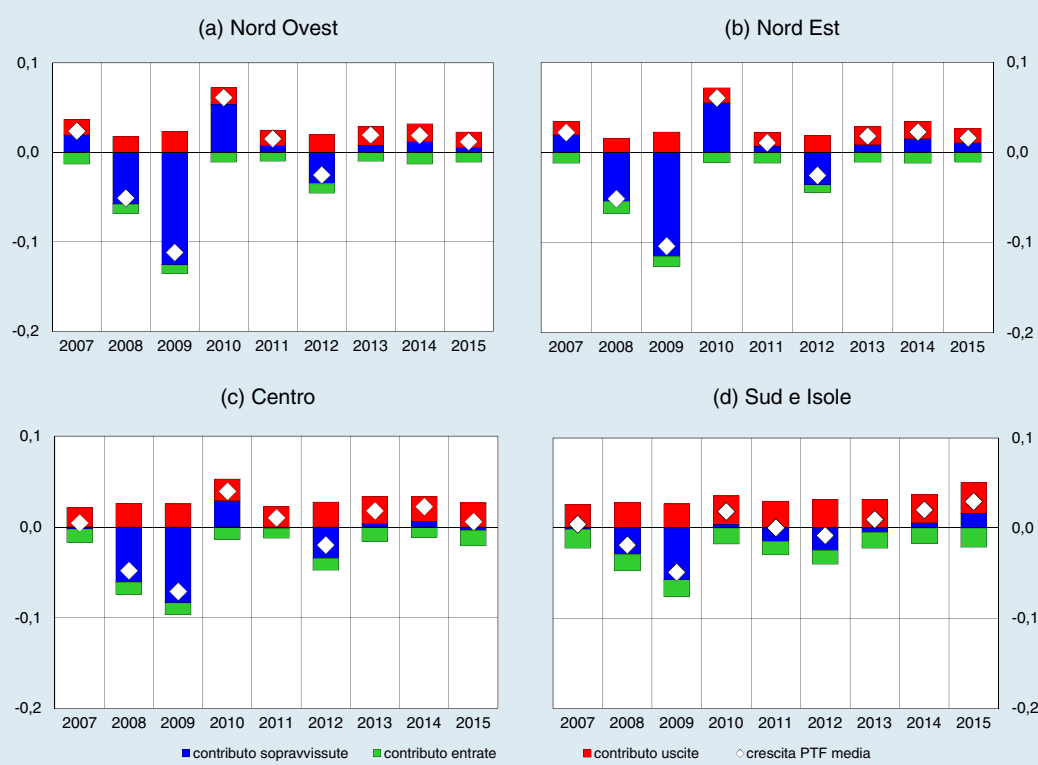 (a) Nord Ovest
(b) Nord Est
0,1
0,1
0,0
0,0
-0,1
-0,1
-0,2
-0,2
2007 2008 2009 2010 2011 2012 2013 2014 2015
2007 2008 2009 2010 2011 2012 2013 2014 2015
(c) Centro
(d) Sud e Isole
0,1
0,1
0,0
0,0
-0,1
-0,1
-0,2
-0,2
2007 2008 2009 2010 2011 2012 2013 2014 2015
2007 2008 2009 2010 2011 2012 2013 2014 2015
contributo sopravvissute contributo entrate contributo uscite crescita PTF media